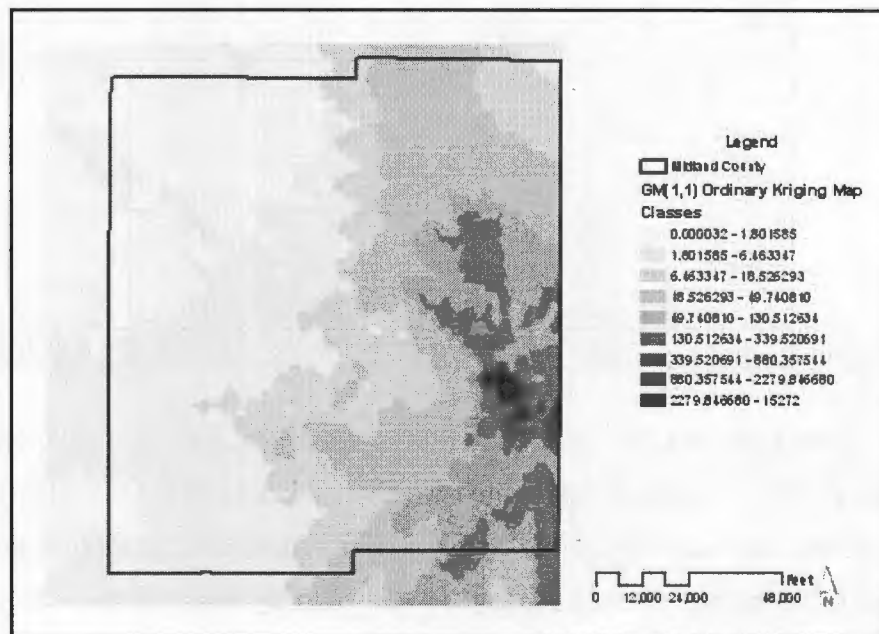 Legend
Midland County
GM(1,1) Ordinary Kriging Map
Classes
0.000032 - 1.801585
1.801585 - 6.463347
6.463347 - 18.526293
18.526293 - 49.740810
49.740810 - 130.512634
130.512634 - 339.520691
339.520691 - 880.357544
880.357544 - 2279.846680
2279.846680 - 15272
Feet
0 12,000 24,000 48,000
N